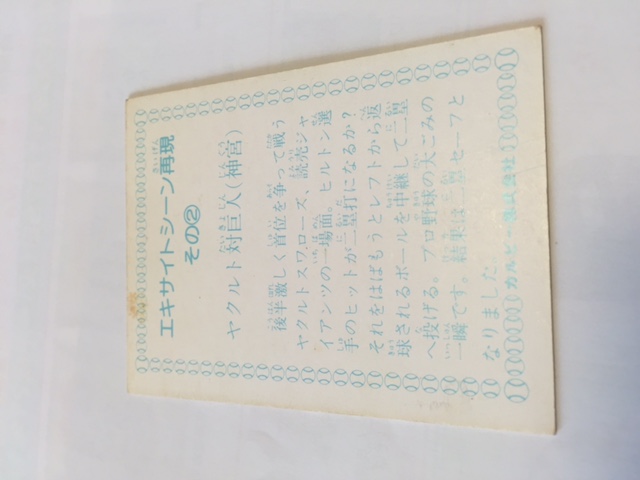 エキサイトシーン再現
その②
ヤクルト対巨人(神宮)
後半激しく首位を争って戦う
ヤクルトスワローズ、読売ジャ
イアンツの一場面。ヒルトン選
手のヒットが二塁打になるか?
それをはばもうとレフトから返
球されるボールを中継して二塁
へ投げる。プロ野球の大ごみの
一瞬です。結果は二塁セーフと
なりました。
カルビー株式会社